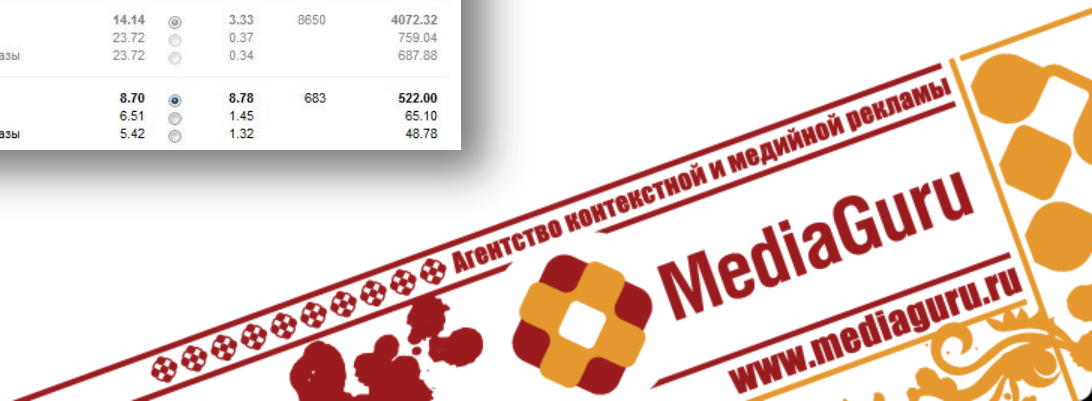 14.14 3.33 8650 4072.32
23.72 0.37 759.04
азы 23.72 0.34 687.88
8.70 8.78 683 522.00
6.51 1.45 65.10
азы 5.42 1.32 48.78
Агентство контекстной и медийной рекламы
MediaGuru
www.mediaguru.ru